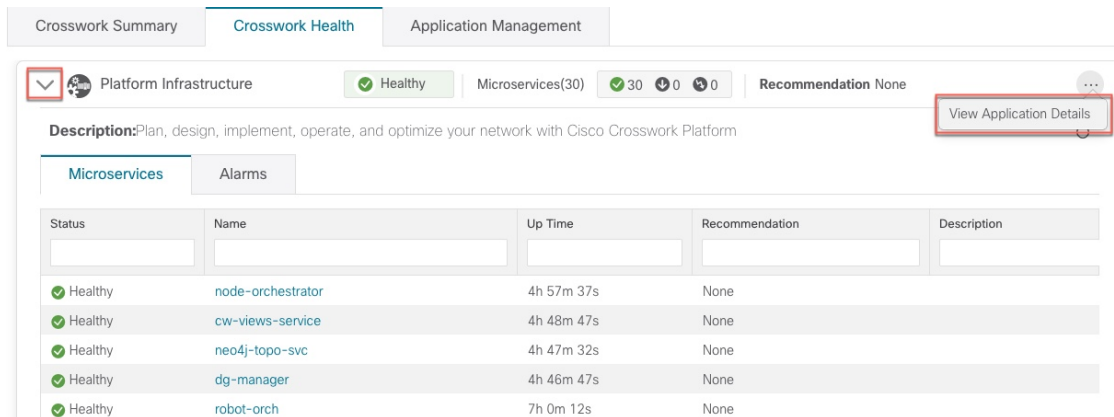 Crosswork Summary Crosswork Health Application Management
Platform Infrastructure Healthy Microservices(30) 30 0 0 Recommendation None ...
View Application Details
Description:Plan, design, implement, operate, and optimize your network with Cisco Crosswork Platform
Microservices Alarms
Status Name Up Time Recommendation Description
Healthy node-orchestrator 4h 57m 37s None
Healthy cw-views-service 4h 48m 47s None
Healthy neo4j-topo-svc 4h 47m 32s None
Healthy dg-manager 4h 46m 47s None
Healthy robot-orch 7h 0m 12s None